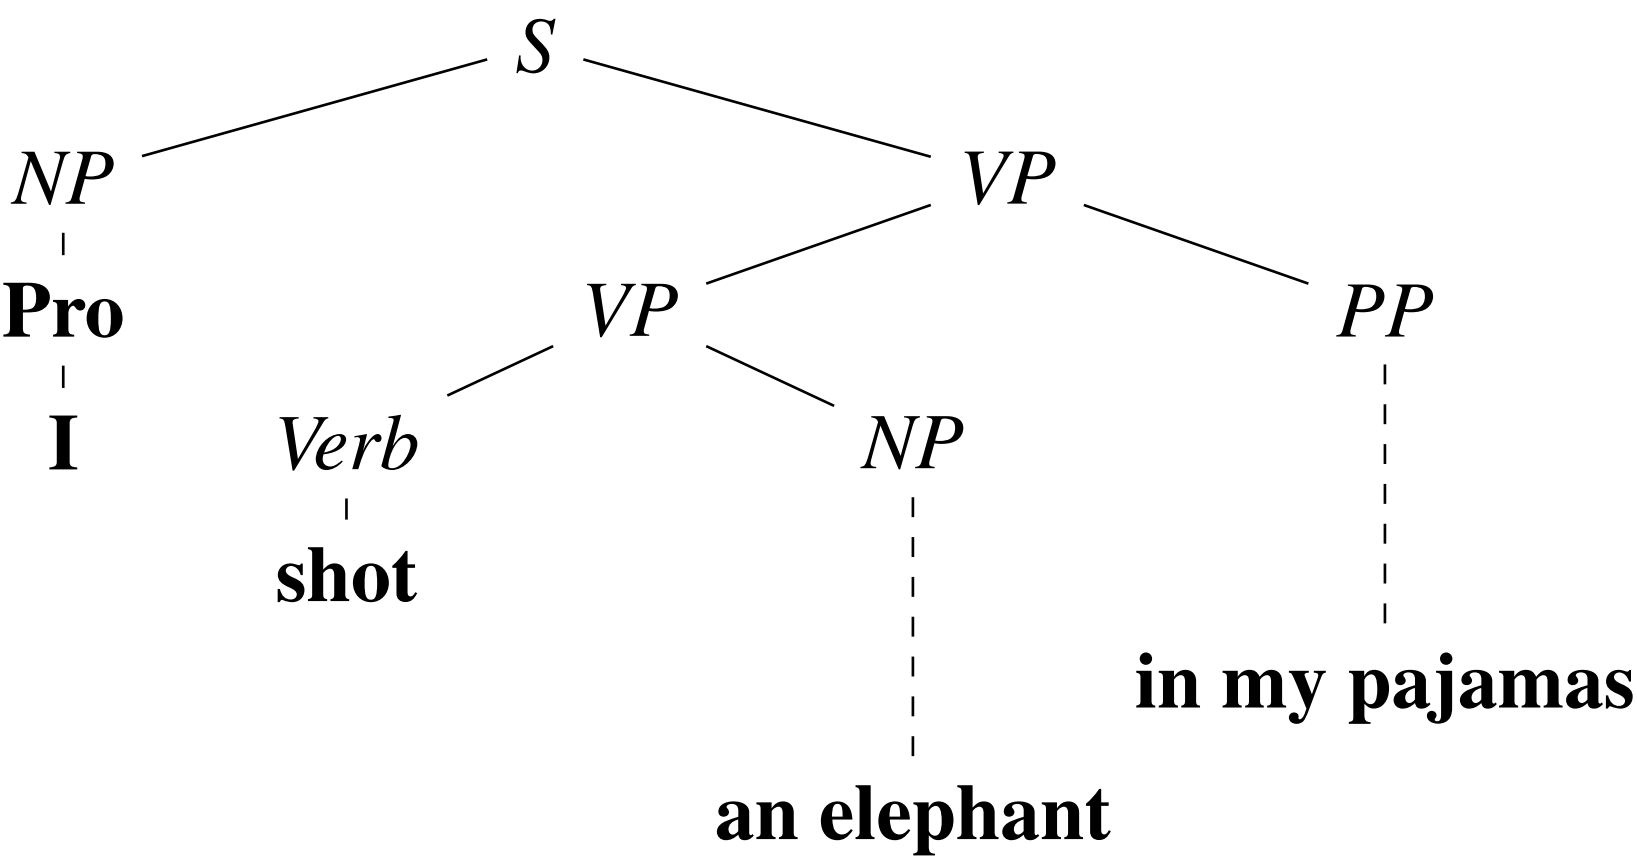 S
NP VP
Pro VP PP
I Verb NP
shot
in my pajamas
an elephant